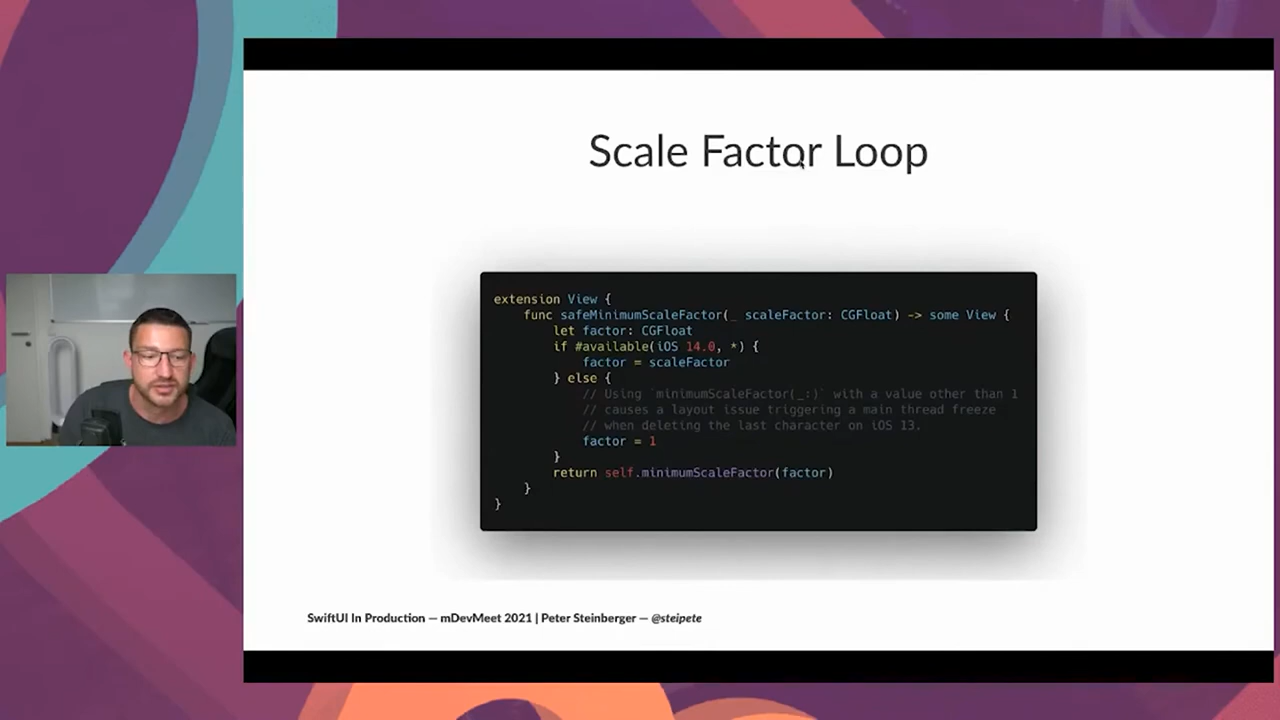 Scale Factor Loop
extension View {
    func safeMinimumScaleFactor(_ scaleFactor: CGFloat) -> some View {
        let factor: CGFloat
        if #available(iOS 14.0, *) {
            factor = scaleFactor
        } else {
            // Using `minimumScaleFactor(_:)` with a value other than 1
            // causes a layout issue triggering a main thread freeze
            // when deleting the last character on iOS 13.
            factor = 1
        }
        return self.minimumScaleFactor(factor)
    }
}
SwiftUI In Production — mDevMeet 2021 | Peter Steinberger — @steipete